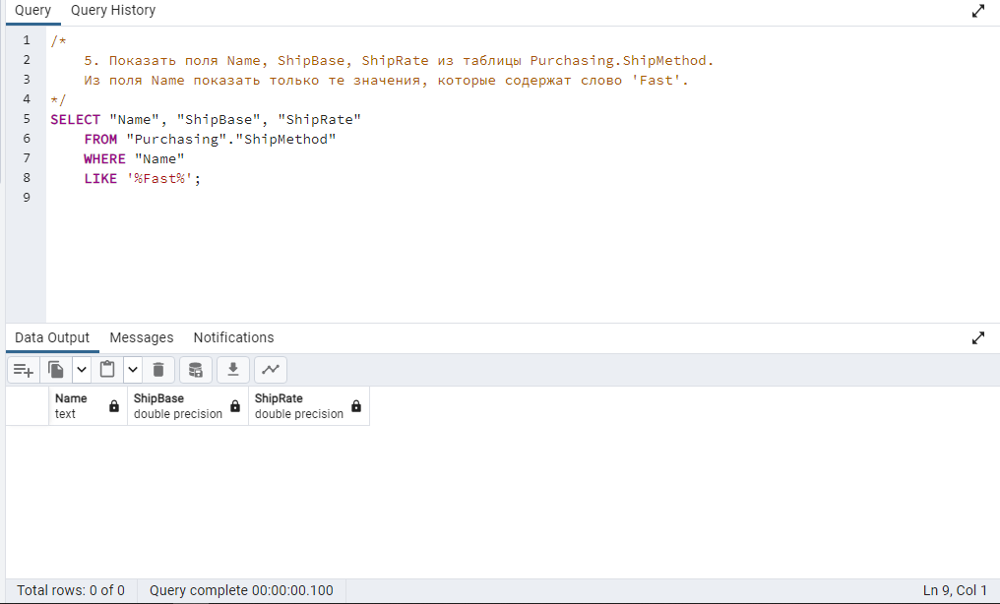 Query Query History
1 /*
2 5. Показать поля Name, ShipBase, ShipRate из таблицы Purchasing.ShipMethod.
3 Из поля Name показать только те значения, которые содержат слово 'Fast'.
4 */
5 SELECT "Name", "ShipBase", "ShipRate"
6 FROM "Purchasing"."ShipMethod"
7 WHERE "Name"
8 LIKE '%Fast%';
9
Data Output Messages Notifications
Name ShipBase ShipRate
text double precision double precision
Total rows: 0 of 0 Query complete 00:00:00.100 Ln 9, Col 1